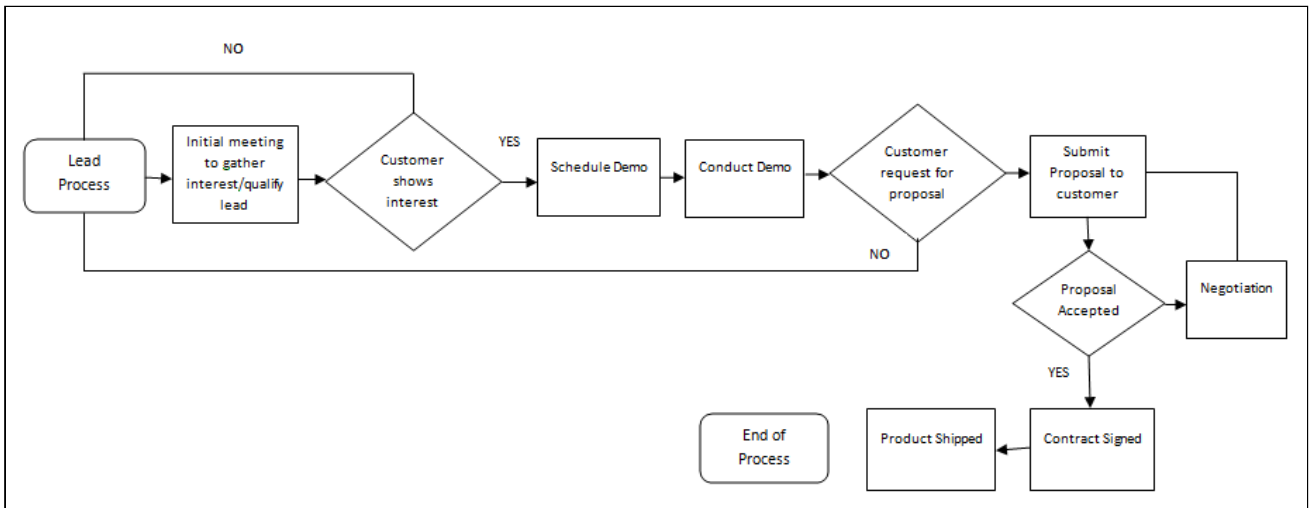 NO
Lead
Process
Initial meeting
to gather
interest/qualify
lead
Customer
shows
interest
YES
Schedule Demo
Conduct Demo
Customer
request for
proposal
NO
Submit
Proposal to
customer
Proposal
Accepted
Negotiation
YES
Contract Signed
Product Shipped
End of
Process